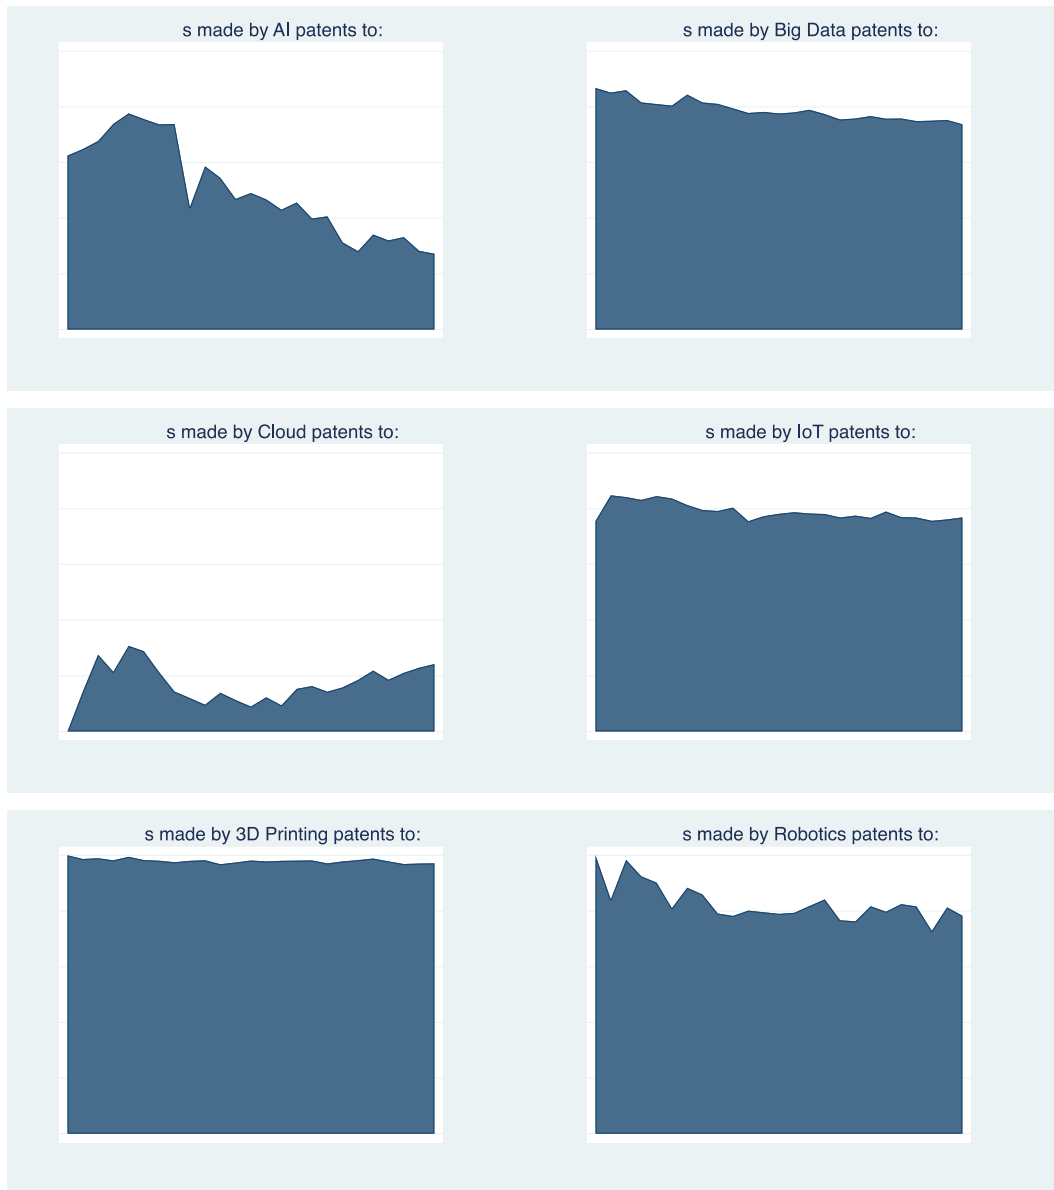 s made by AI patents to:
s made by Big Data patents to:
s made by Cloud patents to:
s made by IoT patents to:
s made by 3D Printing patents to:
s made by Robotics patents to: